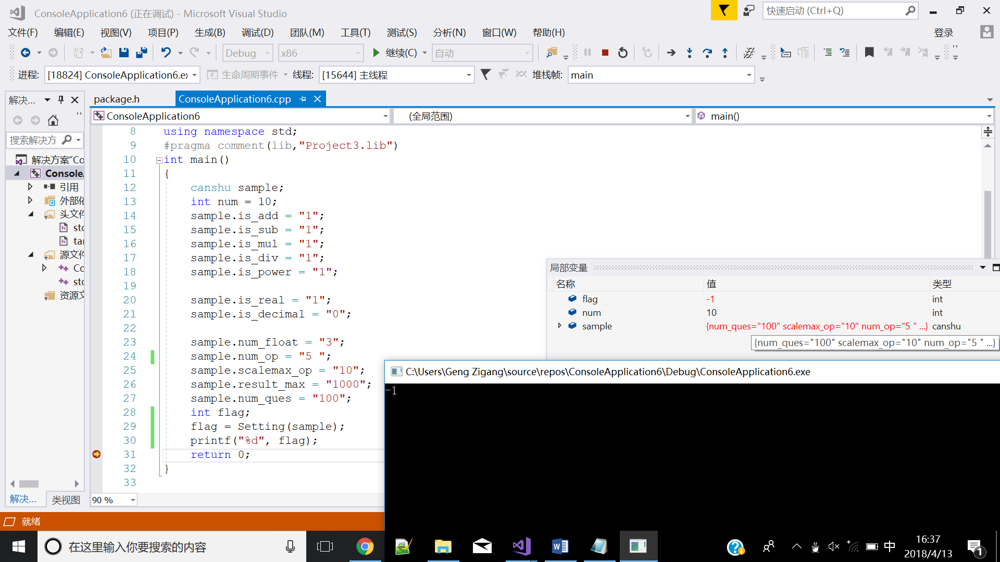 ConsoleApplication6 (正在调试) - Microsoft Visual Studio
快速启动 (Ctrl+Q)
文件(F) 编辑(E) 视图(V) 项目(P) 生成(B) 调试(D) 团队(M) 工具(T) 测试(S) 分析(N) 窗口(W) 帮助(H) 登录
Debug x86 继续(C) 自动
进程: [18824] ConsoleApplication6.ex 生命周期事件 线程: [15644] 主线程 堆栈帧: main
解决...
package.h ConsoleApplication6.cpp
ConsoleApplication6 (全局范围) main()
搜索解决方
解决方案"Co
Console
引用
外部依
头文件
std
tar
源文件
Co
std
资源文
解决... 类视图
8 using namespace std;
9 #pragma comment(lib,"Project3.lib")
10 int main()
11 {
12 canshu sample;
13 int num = 10;
14 sample.is_add = "1";
15 sample.is_sub = "1";
16 sample.is_mul = "1";
17 sample.is_div = "1";
18 sample.is_power = "1";
19
20 sample.is_real = "1";
21 sample.is_decimal = "0";
22
23 sample.num_float = "3";
24 sample.num_op = "5 ";
25 sample.scalemax_op = "10";
26 sample.result_max = "1000";
27 sample.num_ques = "100";
28 int flag;
29 flag = Setting(sample);
30 printf("%d", flag);
31 return 0;
32 }
33
90 %
局部变量
名称 值 类型
flag -1 int
num 10 int
sample {num_ques="100" scalemax_op="10" num_op="5 " ...} canshu
{num_ques="100" scalemax_op="10" num_op="5 " ...}
C:\Users\Geng Zigang\source\repos\ConsoleApplication6\Debug\ConsoleApplication6.exe
-1
就绪
在这里输入你要搜索的内容
中
16:37
2018/4/13
1